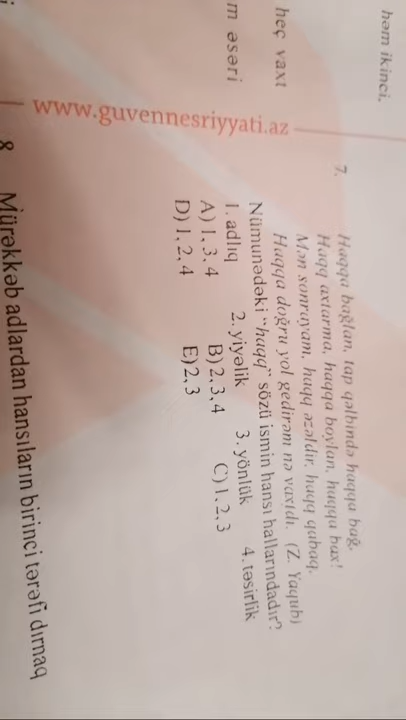 həm ikinci.
heç vaxt
m əsəri
www.guvennesriyyati.az
7. Haqqa bağlan, tap qəlbində haqqa bağ,
Haqq axtarma, haqqa boylan, haqqa bax!
Mən sonrayam, haqq əzəldir, haqq qabaq,
Haqqa doğru yol gedirəm nə vaxtdı. (Z. Yaqub)
Nümunədəki "haqq" sözü ismin hansı hallarındadır?
1. adlıq 2. yiyəlik 3. yönlük 4. təsirlik
A) 1, 3, 4 B) 2, 3, 4 C) 1, 2, 3
D) 1, 2, 4 E) 2, 3
8 Mürəkkəb adlardan hansıların birinci tərəfi dırnaq